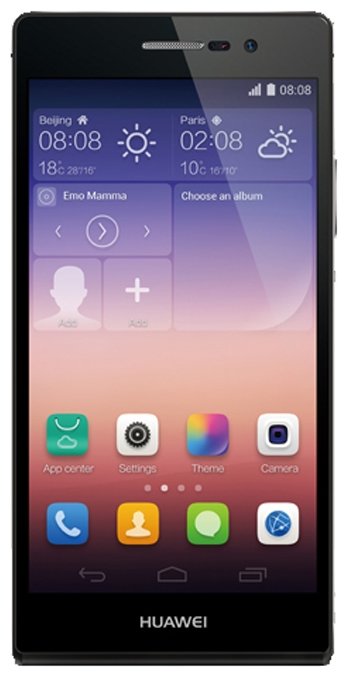 08:08
Beijing
Paris
08:08
02:08
18°C 28°/16°
10°C 16°/10°
Emo Mamma
Choose an album
Add
Add
App center
Settings
Theme
Camera
HUAWEI